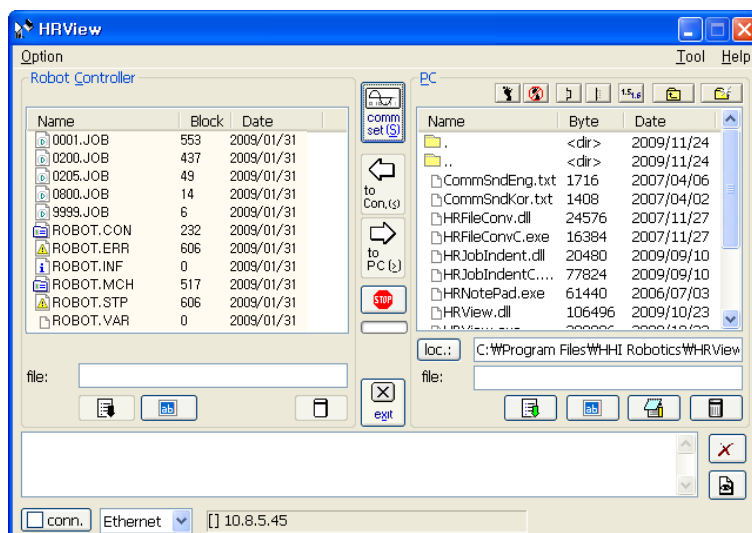 HRView
Option Tool Help
Robot Controller
Name Block Date
0001.JOB 553 2009/01/31
0200.JOB 437 2009/01/31
0205.JOB 49 2009/01/31
0800.JOB 14 2009/01/31
9999.JOB 6 2009/01/31
ROBOT.CON 232 2009/01/31
ROBOT.ERR 606 2009/01/31
ROBOT.INF 0 2009/01/31
ROBOT.MCH 517 2009/01/31
ROBOT.STP 606 2009/01/31
ROBOT.VAR 0 2009/01/31
file:
ab
comm
set (S)
to
Con,(<)
to
PC (>)
STOP
exit
PC
1.5 1.6
Name Byte Date
. <dir> 2009/11/24
.. <dir> 2009/11/24
CommSndEng.txt 1716 2007/04/06
CommSndKor.txt 1408 2007/04/02
HRFileConv.dll 24576 2007/11/27
HRFileConvC.exe 16384 2007/11/27
HRJobIndent.dll 20480 2009/09/10
HRJobIndentC.... 77824 2009/09/10
HRNotePad.exe 61440 2006/07/03
HRView.dll 106496 2009/10/23
loc.: C:₩Program Files₩HHI Robotics₩HRView
file:
ab
conn. Ethernet [] 10.8.5.45